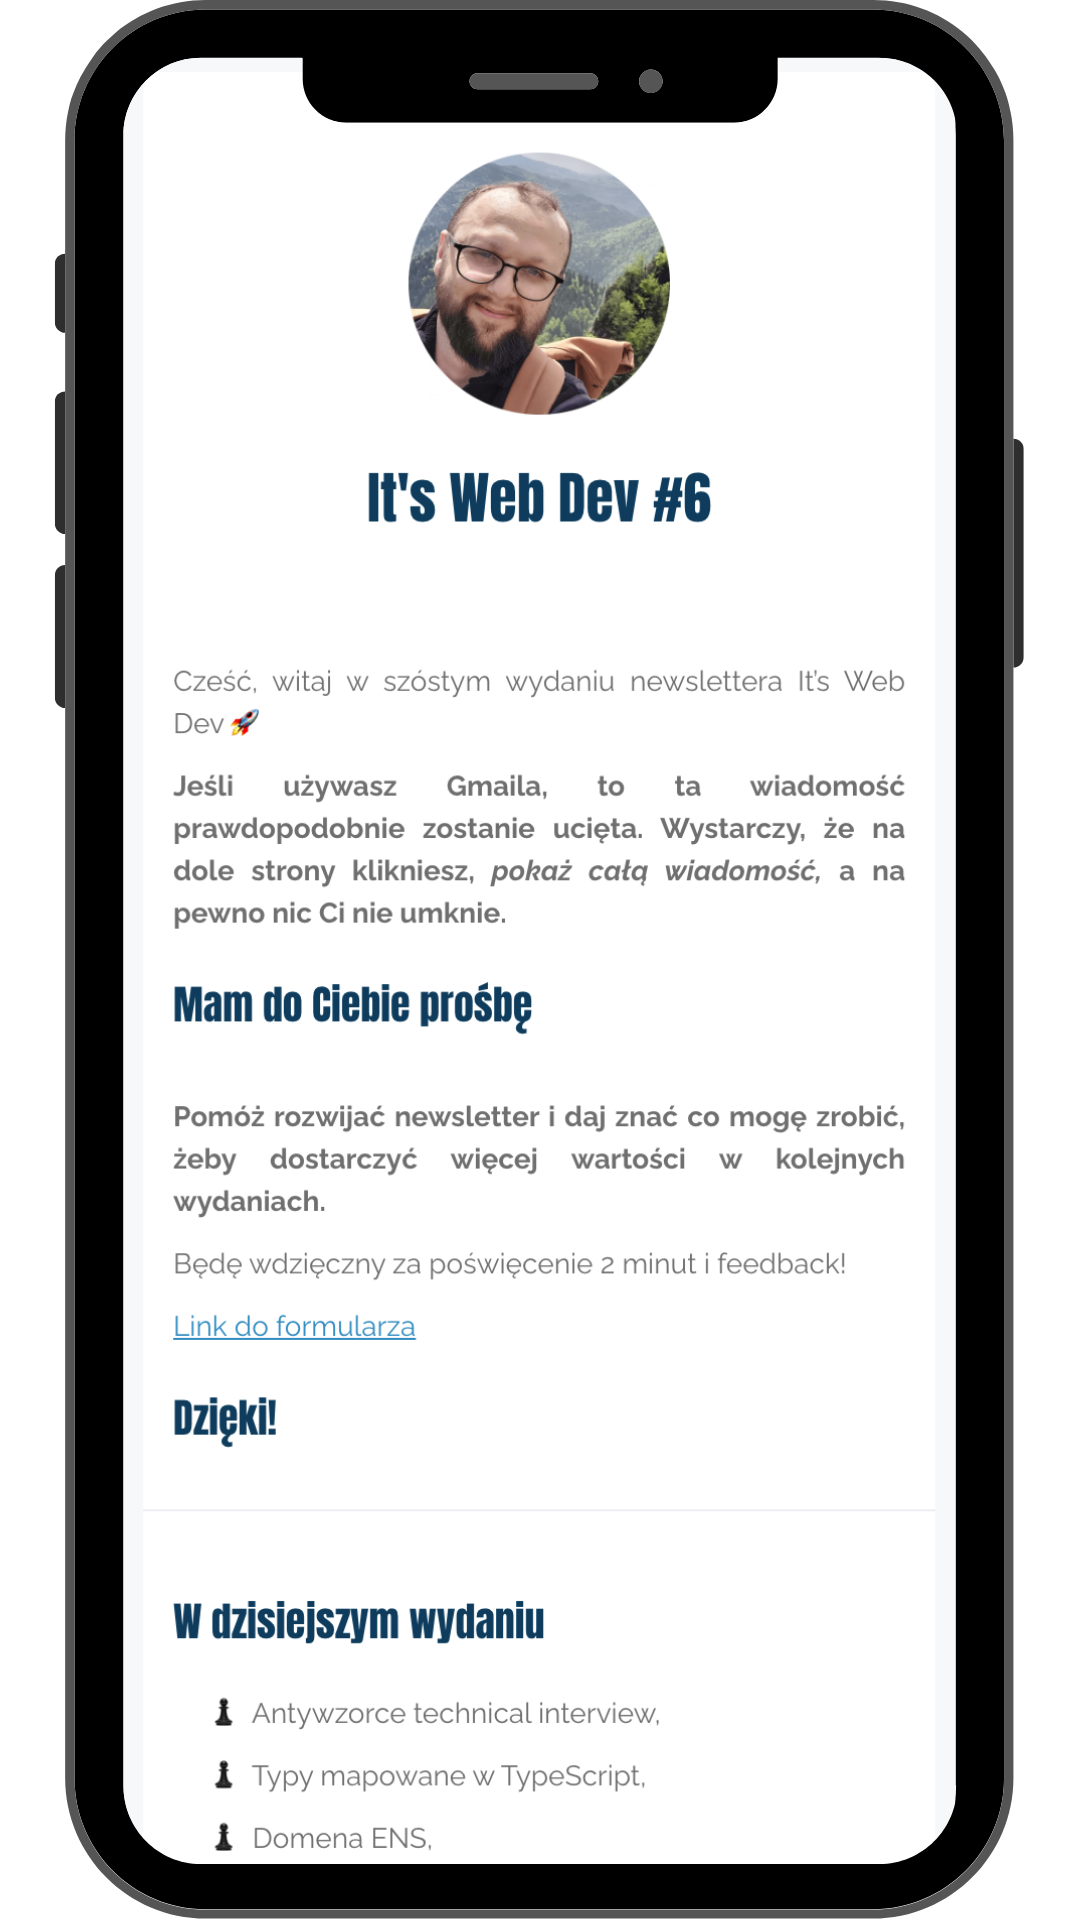 It's Web Dev #6
Cześć, witaj w szóstym wydaniu newslettera It's Web
Dev 🚀
Jeśli używasz Gmaila, to ta wiadomość
prawdopodobnie zostanie ucięta. Wystarczy, że na
dole strony klikniesz, pokaż całą wiadomość, a na
pewno nic Ci nie umknie.
Mam do Ciebie prośbę
Pomóż rozwijać newsletter i daj znać co mogę zrobić,
żeby dostarczyć więcej wartości w kolejnych
wydaniach.
Będę wdzięczny za poświęcenie 2 minut i feedback!
Link do formularza
Dzięki!
W dzisiejszym wydaniu
♟ Antywzorce technical interview,
♟ Typy mapowane w TypeScript,
♟ Domena ENS,